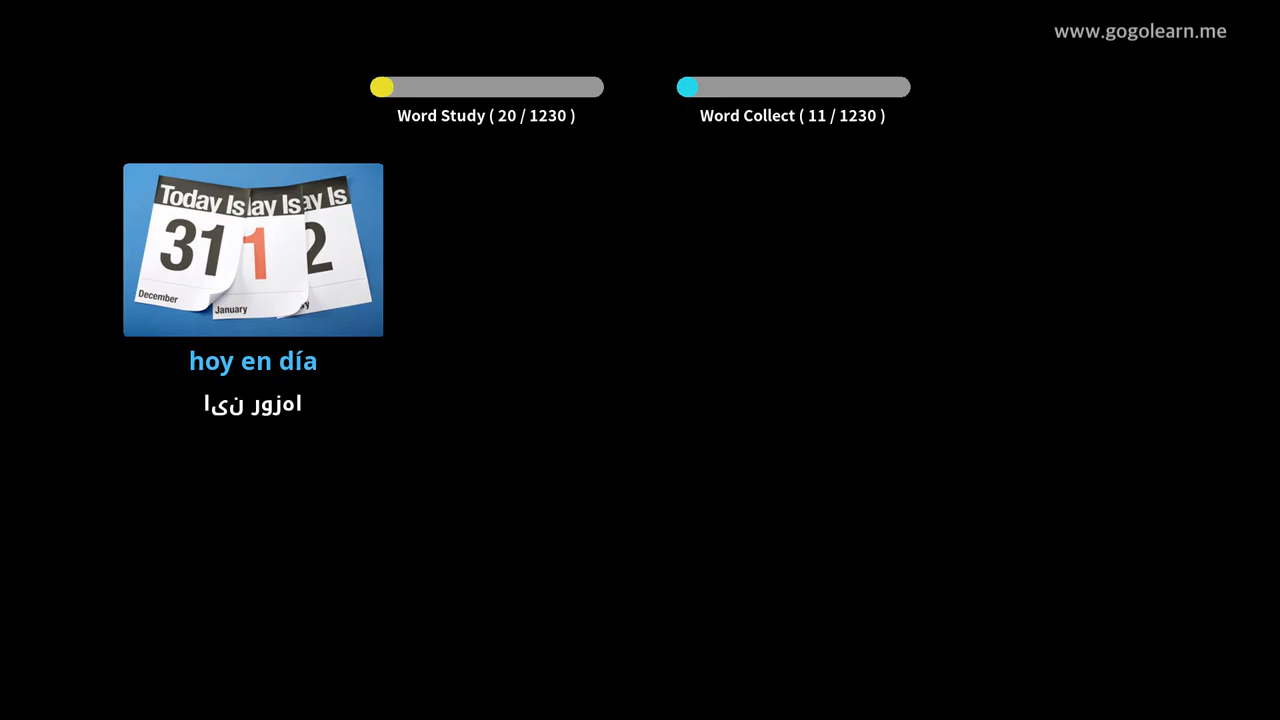 www.gogolearn.me
Word Study ( 20 / 1230 )
Word Collect ( 11 / 1230 )
Today Is
ay Is
ay Is
31
1
2
December
January
ry
hoy en día
این روزها